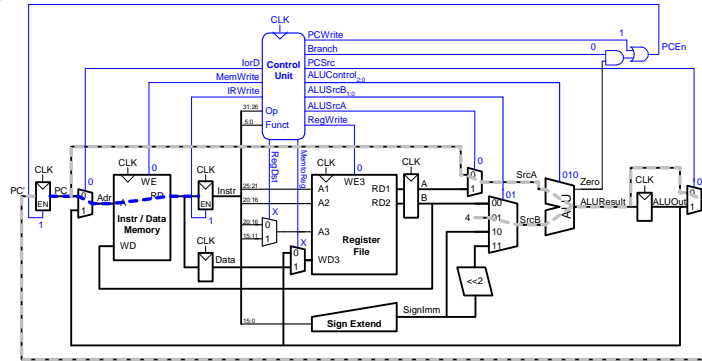 CLK
PCWrite
1
Branch
0
PCEn
IorD
Control
Unit
PCSrc
MemWrite
ALUControl2:0
IRWrite
ALUSrcB1:0
31:26
Op
ALUSrcA
5:0
Funct
RegWrite
RegDst
MemtoReg
CLK
0
CLK
0
CLK
CLK
0
CLK
0
01
010
CLK
0
PC'
PC
EN
1
0
1
Adr
A
WE
RD
Instr / Data
Memory
WD
EN
1
Instr
25:21
20:16
A1
A2
WE3
RD1
RD2
A
B
0
1
SrcA
Zero
ALU
ALUResult
ALUOut
0
1
4
00
01
10
11
SrcB
20:16
15:11
X
0
1
A3
Register
File
CLK
Data
X
0
1
WD3
<<2
SignImm
15:0
Sign Extend